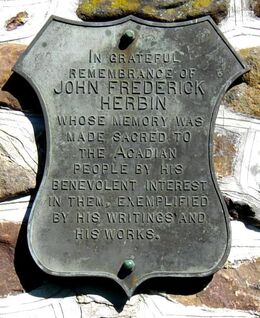 IN GRATEFUL
REMEMBRANCE OF
JOHN FREDERICK
HERBIN
WHOSE MEMORY WAS
MADE SACRED TO
THE ACADIAN
PEOPLE BY HIS
BENEVOLENT INTEREST
IN THEM, EXEMPLIFIED
BY HIS WRITINGS AND
HIS WORKS.